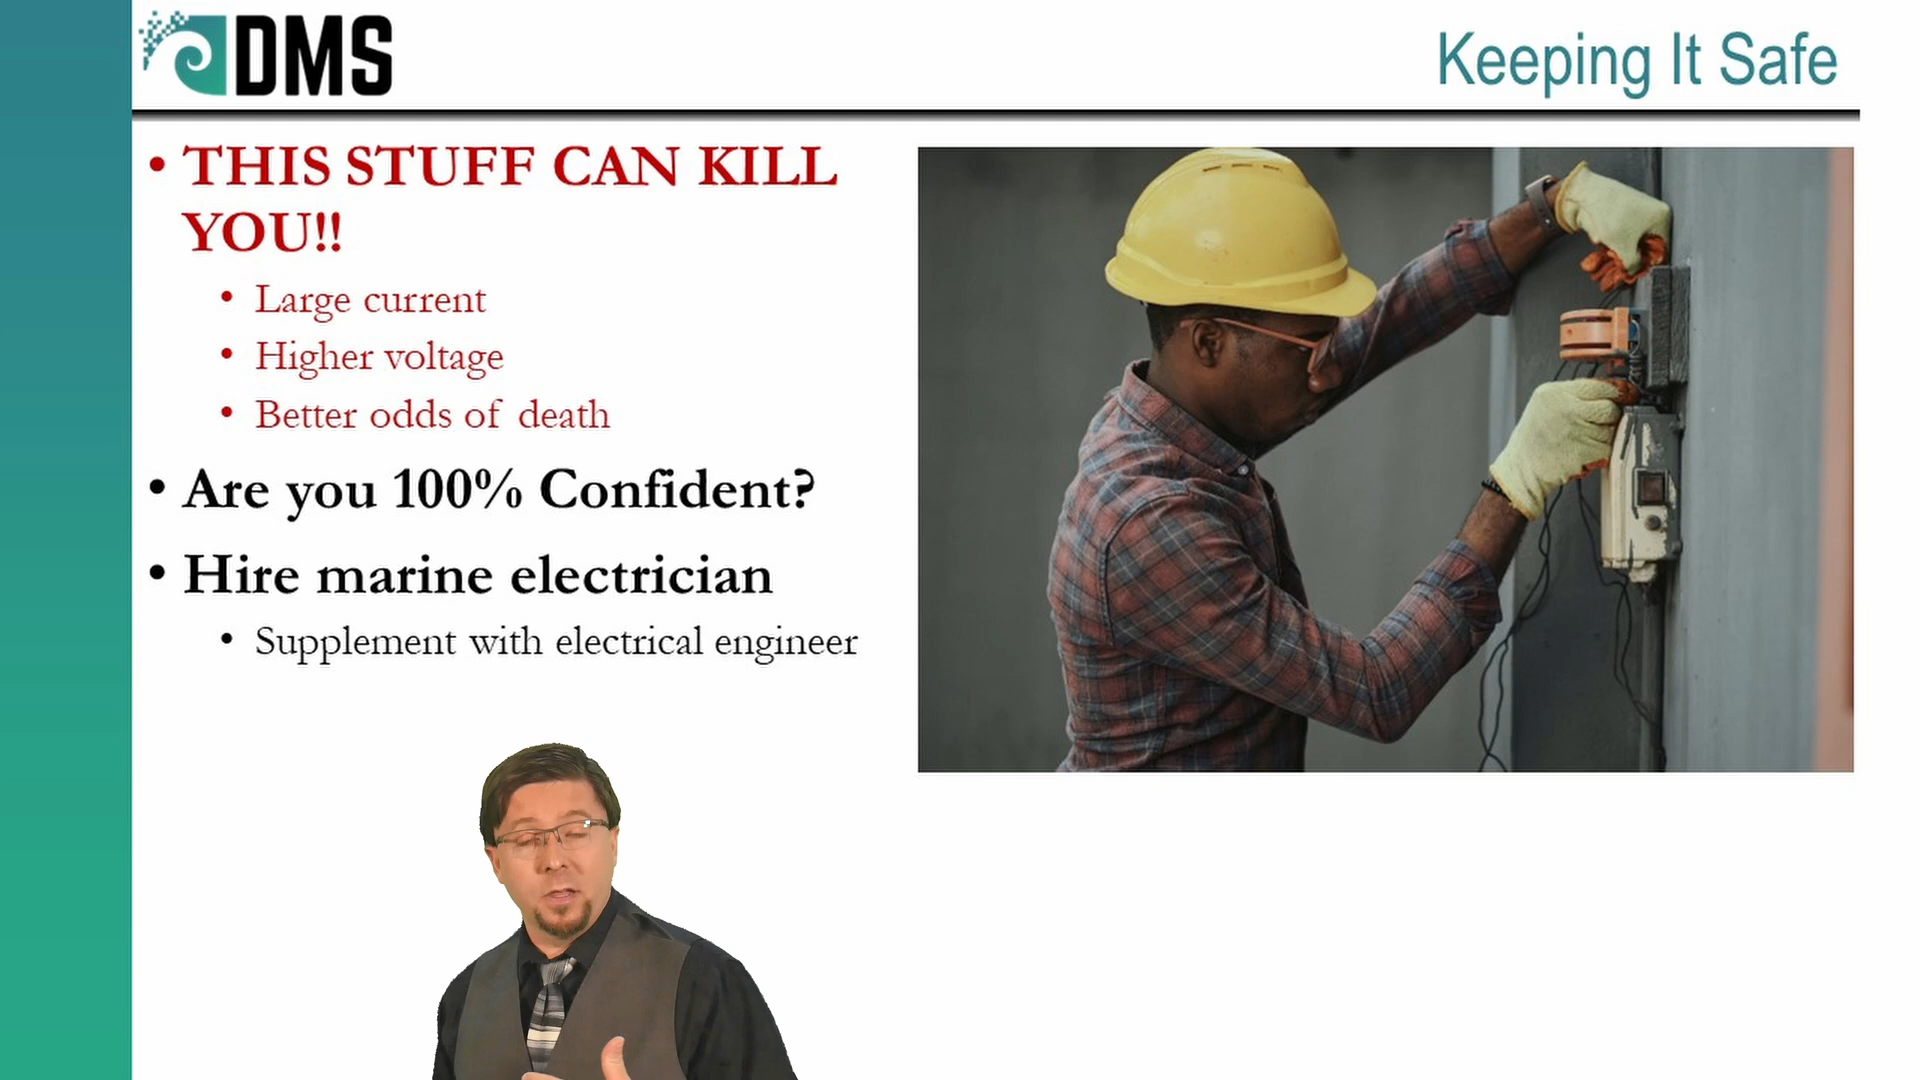 DMS
Keeping It Safe
• THIS STUFF CAN KILL
YOU!!
• Large current
• Higher voltage
• Better odds of death
• Are you 100% Confident?
• Hire marine electrician
• Supplement with electrical engineer